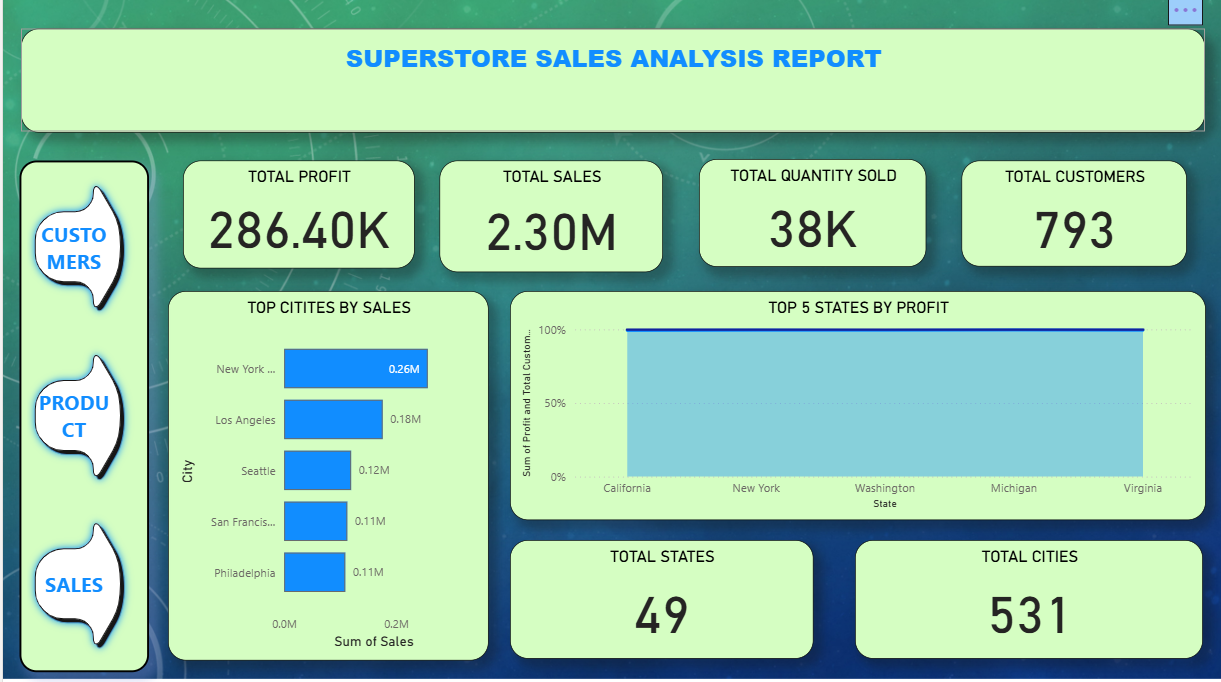 SUPERSTORE SALES ANALYSIS REPORT
CUSTO
MERS
PRODU
CT
SALES
TOTAL PROFIT
286.40K
TOTAL SALES
2.30M
TOTAL QUANTITY SOLD
38K
TOTAL CUSTOMERS
793
TOP CITITES BY SALES
City
New York ...
0.26M
Los Angeles
0.18M
Seattle
0.12M
San Francis...
0.11M
Philadelphia
0.11M
0.0M
0.2M
Sum of Sales
TOP 5 STATES BY PROFIT
Sum of Profit and Total Custom...
100%
50%
0%
California
New York
Washington
Michigan
Virginia
State
TOTAL STATES
49
TOTAL CITIES
531